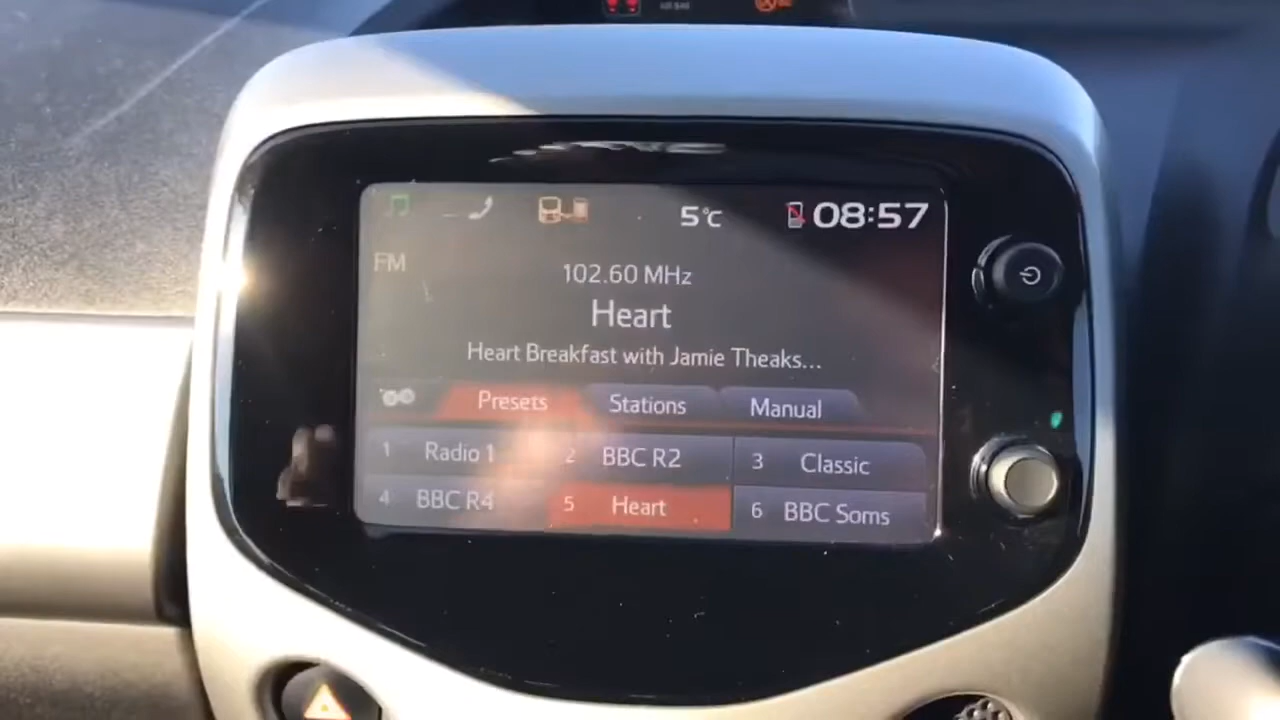 5°C 08:57
FM
102.60 MHz
Heart
Heart Breakfast with Jamie Theaks...
Presets Stations Manual
1 Radio 1 2 BBC R2 3 Classic
4 BBC R4 5 Heart 6 BBC Soms